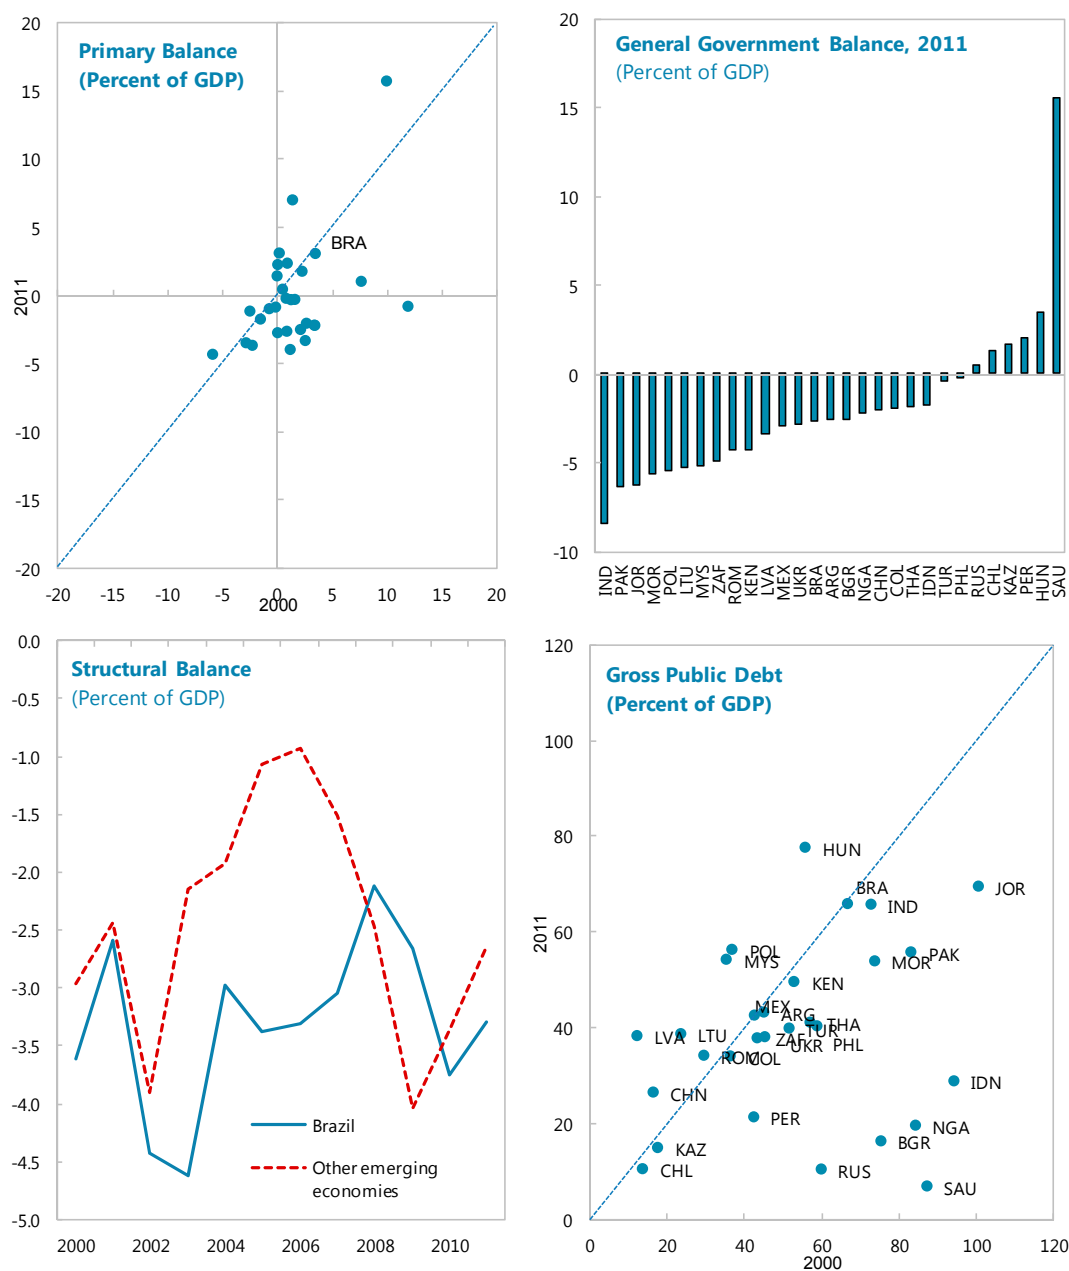 Primary Balance
(Percent of GDP)
20
15
10
5
0
-5
-10
-15
-20
2011
BRA
-20
-15
-10
-5
0
5
10
15
20
2000
General Government Balance, 2011
(Percent of GDP)
20
15
10
5
0
-5
-10
IND
PAK
JOR
MOR
POL
LTU
MYS
ZAF
ROM
KEN
LVA
MEX
UKR
BRA
ARG
BGR
NGA
CHN
COL
THA
IDN
TUR
PHL
RUS
CHL
KAZ
PER
HUN
SAU
Structural Balance
(Percent of GDP)
0.0
-0.5
-1.0
-1.5
-2.0
-2.5
-3.0
-3.5
-4.0
-4.5
-5.0
Brazil
Other emerging
economies
2000
2002
2004
2006
2008
2010
Gross Public Debt
(Percent of GDP)
120
100
80
60
40
20
0
2011
HUN
BRA
IND
JOR
POL
MYS
MOR
PAK
KEN
MEX
ARG
TUR
THA
LVA
LTU
ZAF
UKR
PHL
ROM
COL
CHN
IDN
PER
NGA
BGR
KAZ
CHL
RUS
SAU
0
20
40
60
80
100
120
2000